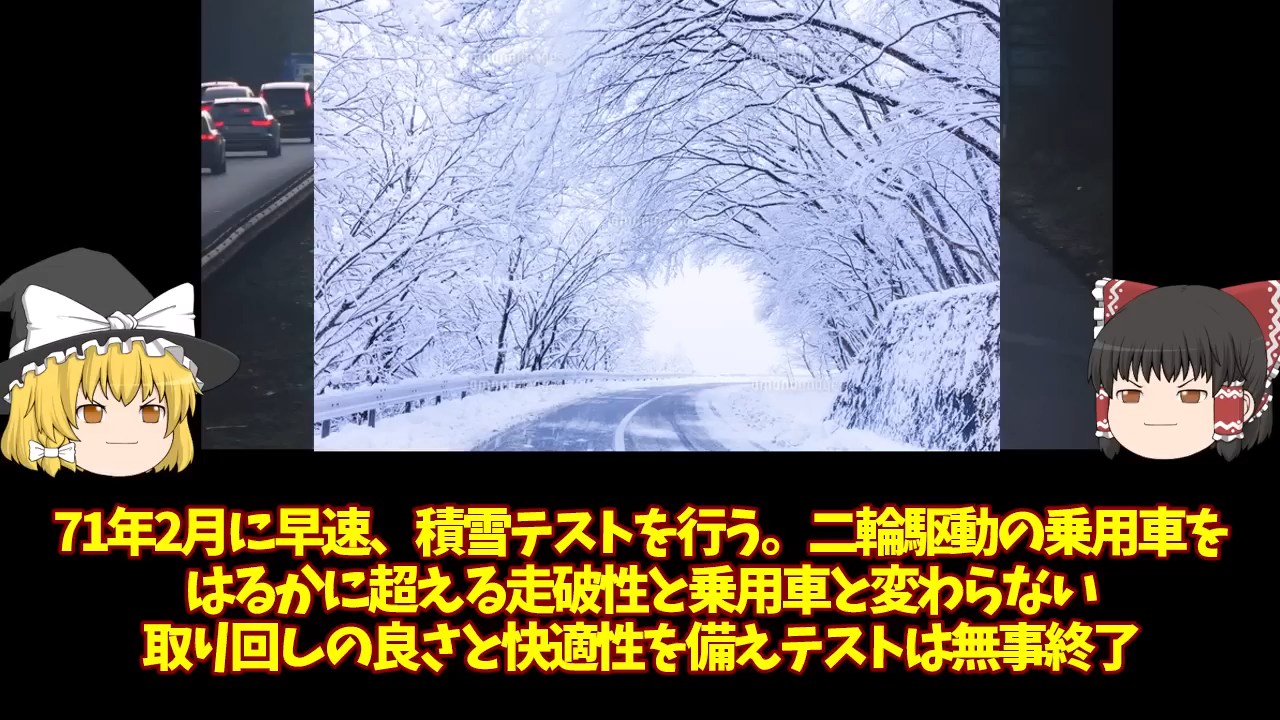 71年2月に早速、積雪テストを行う。二輪駆動の乗用車を
はるかに超える走破性と乗用車と変わらない
取り回しの良さと快適性を備えテストは無事終了